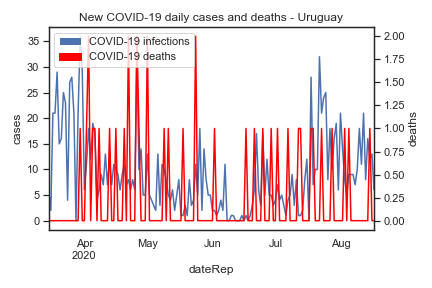 New COVID-19 daily cases and deaths - Uruguay
COVID-19 infections
COVID-19 deaths
35
30
25
20
15
10
5
0
cases
2.00
1.75
1.50
1.25
1.00
0.75
0.50
0.25
0.00
deaths
Apr May Jun Jul Aug
2020
dateRep